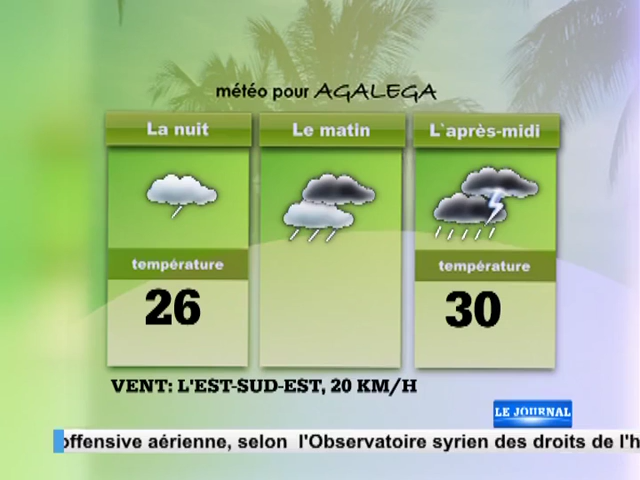 météo pour AGALEGA
La nuit
Le matin
L`après-midi
température
température
26
30
VENT: L'EST-SUD-EST, 20 KM/H
LE JOURNAL
offensive aérienne, selon l'Observatoire syrien des droits de l'h